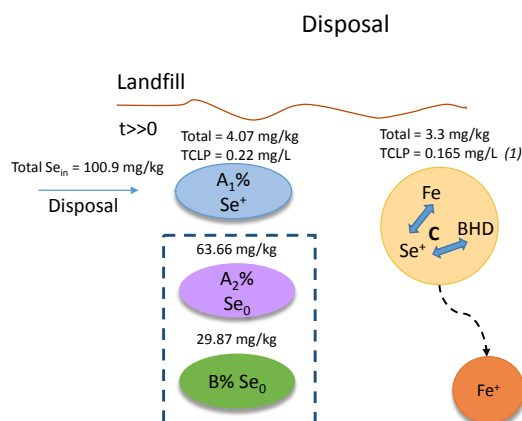 Disposal
Landfill
t>>0
Total = 4.07 mg/kg
TCLP = 0.22 mg/L
Total = 3.3 mg/kg
TCLP = 0.165 mg/L (1)
Total Sein = 100.9 mg/kg
Disposal
A1%
Se+
Fe
C
BHD
Se+
63.66 mg/kg
A2%
Se0
29.87 mg/kg
B% Se0
Fe+